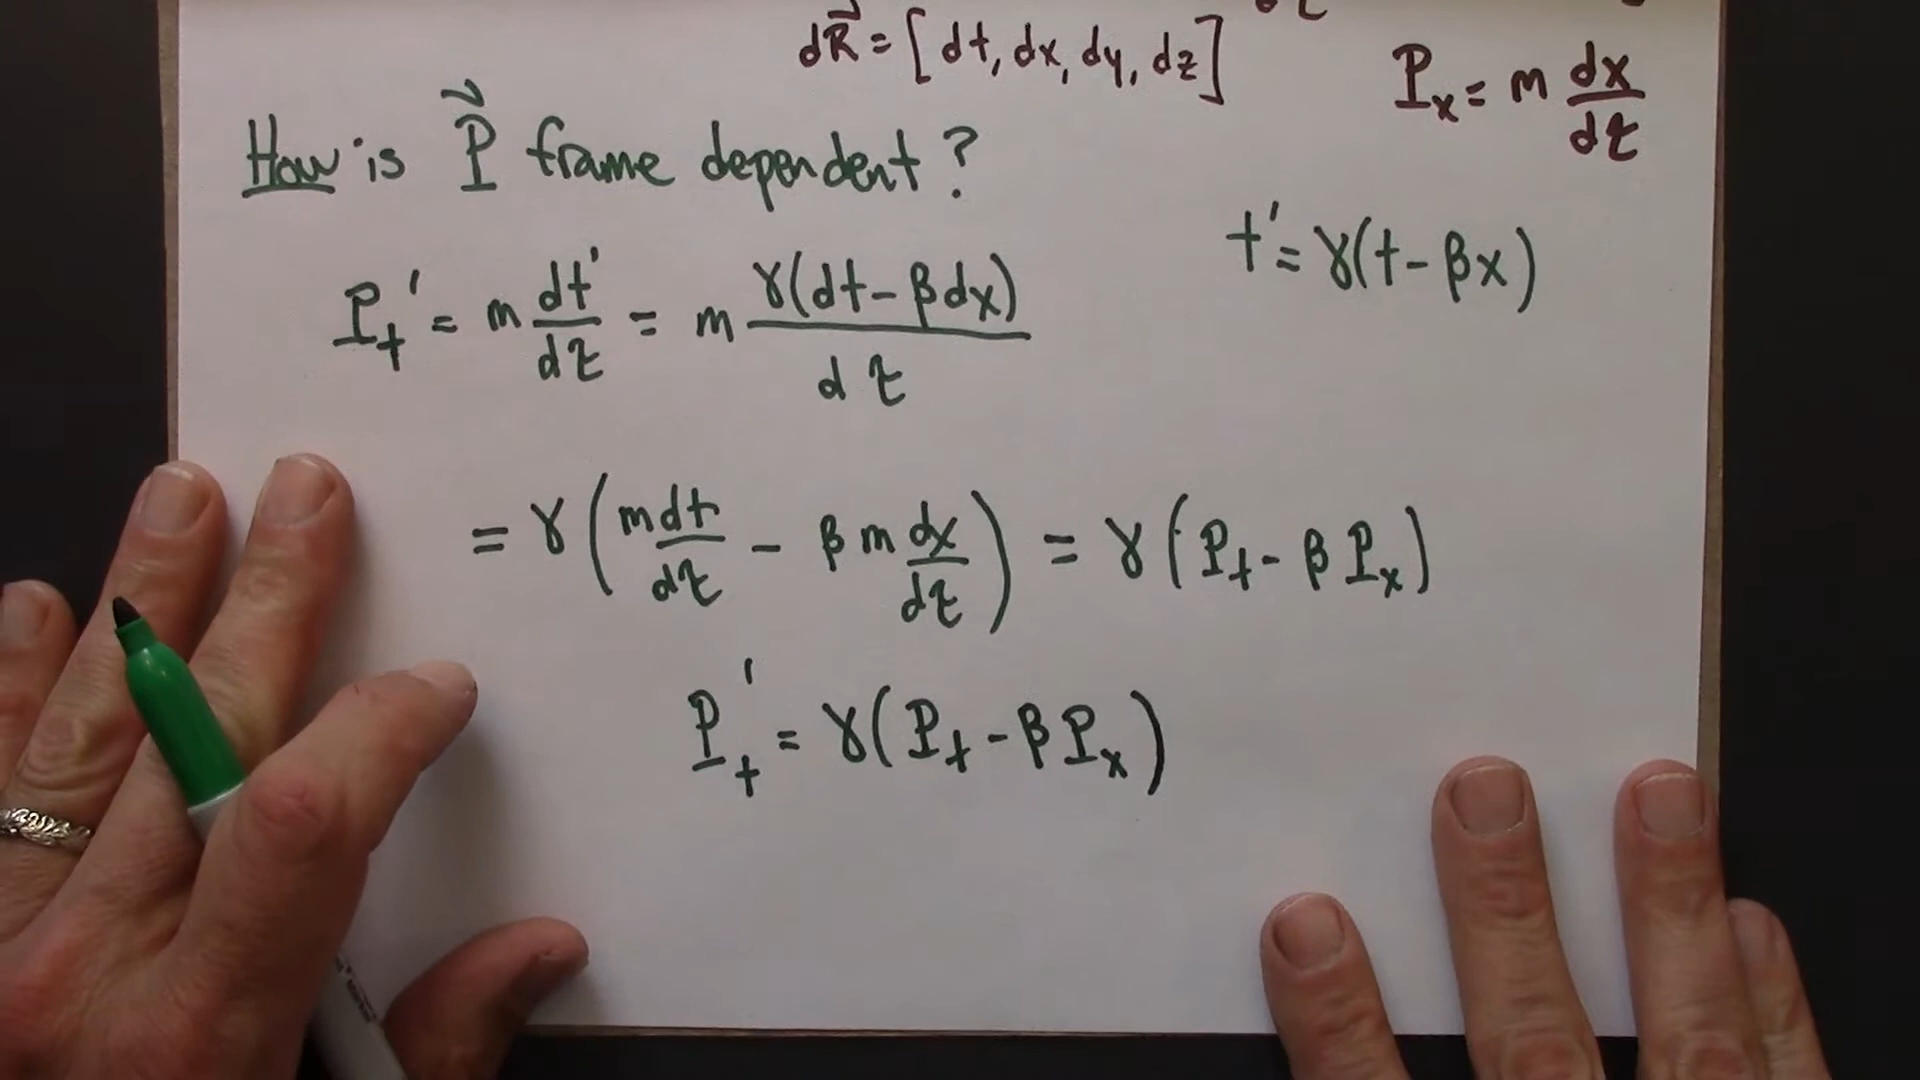 dR⃗ = [dt, dx, dy, dz]
Pₓ = m dx/dτ
How is P⃗ frame dependent?
t' = γ(t - βx)
Pₜ' = m dt'/dτ = m γ(dt - βdx)/dτ
= γ(m dt/dτ - β m dx/dτ) = γ(Pₜ - βPₓ)
Pₜ' = γ(Pₜ - βPₓ)